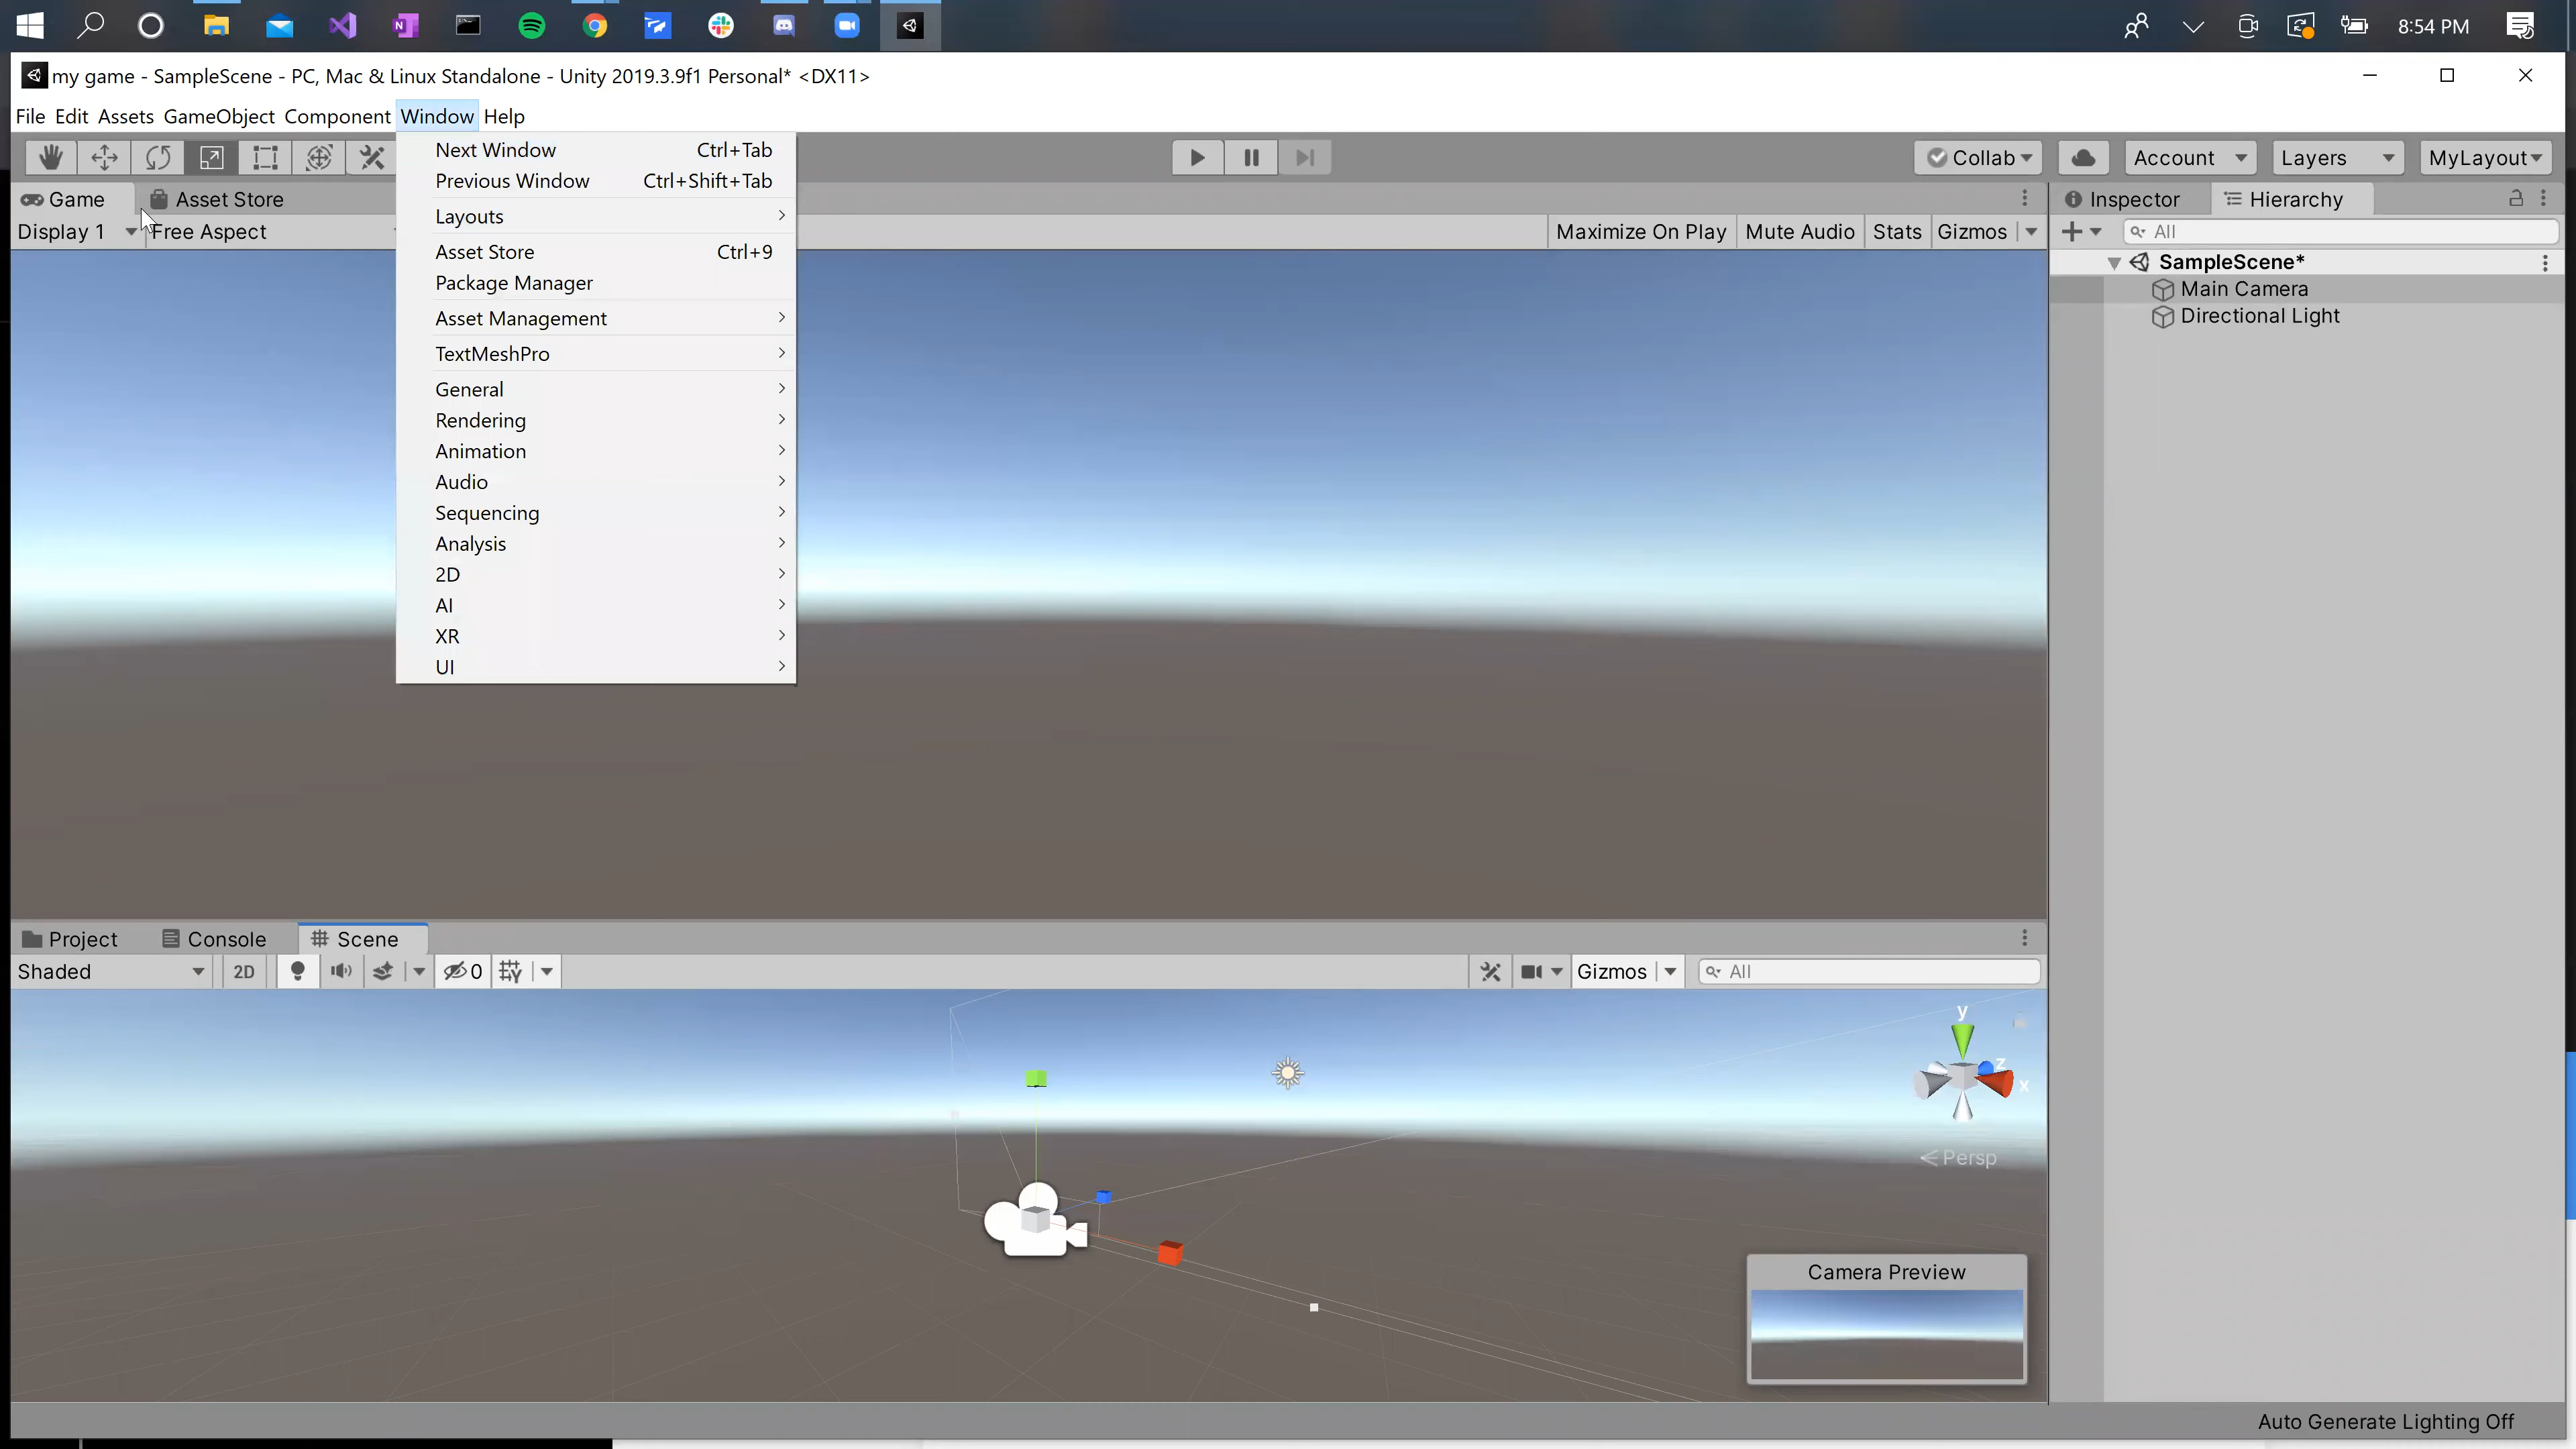 8:54 PM
my game - SampleScene - PC, Mac & Linux Standalone - Unity 2019.3.9f1 Personal* <DX11>
File Edit Assets GameObject Component Window Help
Next Window Ctrl+Tab
Previous Window Ctrl+Shift+Tab
Layouts
Asset Store Ctrl+9
Package Manager
Asset Management
TextMeshPro
General
Rendering
Animation
Audio
Sequencing
Analysis
2D
AI
XR
UI
Collab Account Layers MyLayout
Game Asset Store
Display 1 Free Aspect
Maximize On Play Mute Audio Stats Gizmos
Inspector Hierarchy
All
SampleScene*
Main Camera
Directional Light
Project Console Scene
Shaded 2D 0 Gizmos All
y
z
x
Persp
Camera Preview
Auto Generate Lighting Off